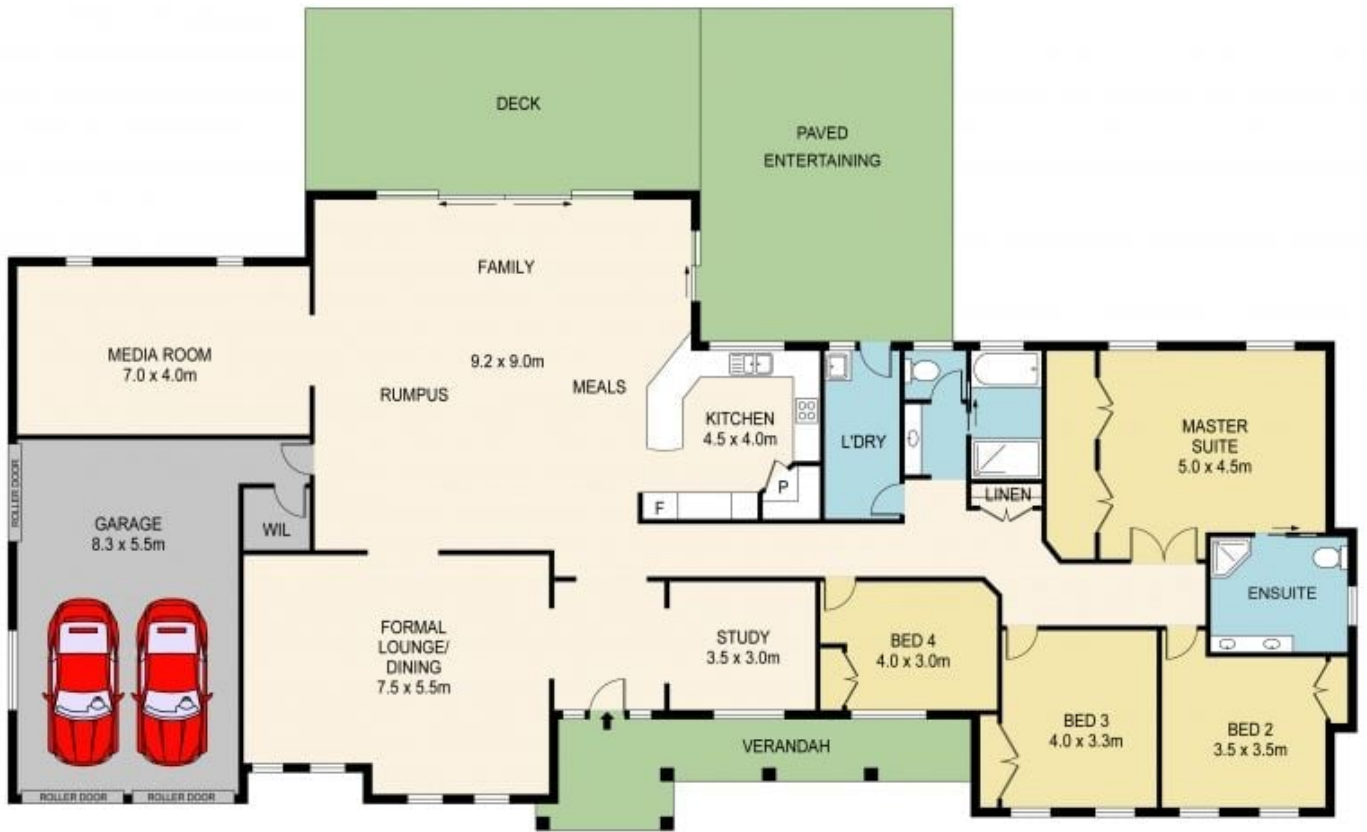 DECK
PAVED
ENTERTAINING
FAMILY
MEDIA ROOM
7.0 x 4.0m
9.2 x 9.0m
RUMPUS
MEALS
KITCHEN
4.5 x 4.0m
L'DRY
MASTER
SUITE
5.0 x 4.5m
P
F
LINEN
ROLLER DOOR
GARAGE
8.3 x 5.5m
WIL
ENSUITE
FORMAL
LOUNGE/
DINING
7.5 x 5.5m
STUDY
3.5 x 3.0m
BED 4
4.0 x 3.0m
BED 3
4.0 x 3.3m
BED 2
3.5 x 3.5m
VERANDAH
ROLLER DOOR
ROLLER DOOR